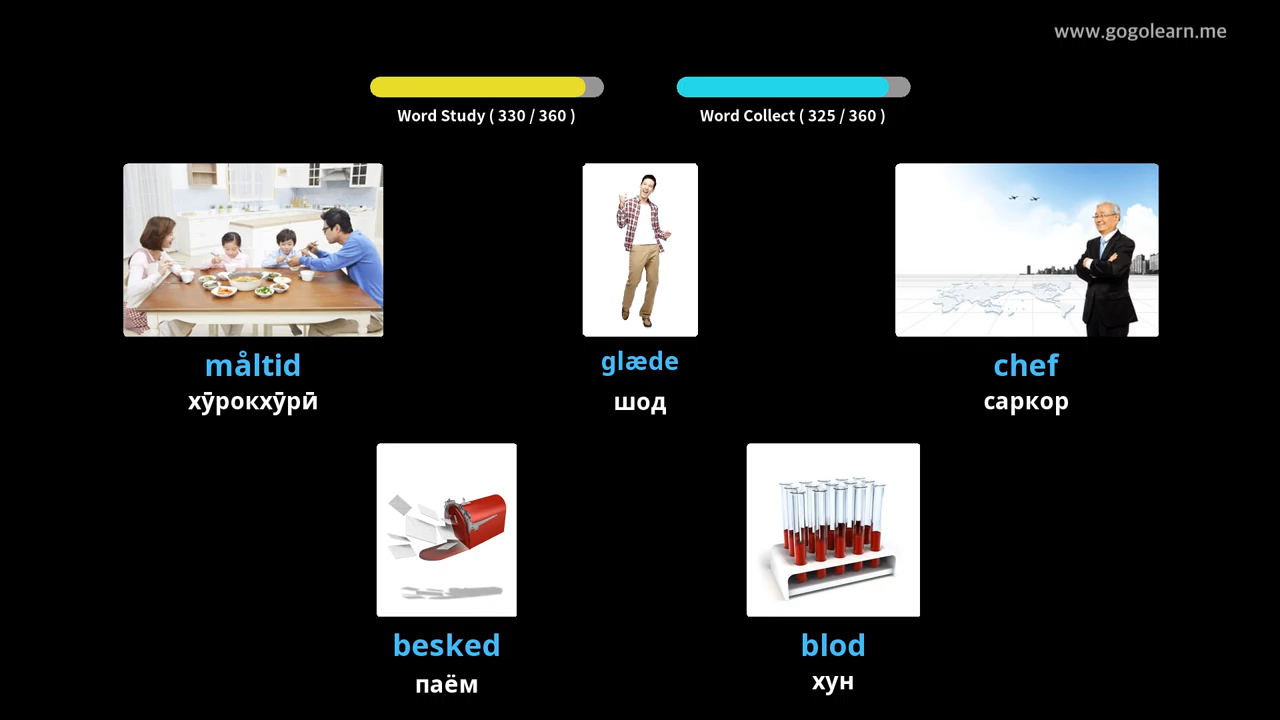 www.gogolearn.me
Word Study ( 330 / 360 )
Word Collect ( 325 / 360 )
måltid
хӯрокхӯрӣ
glæde
шод
chef
саркор
besked
паём
blod
хун